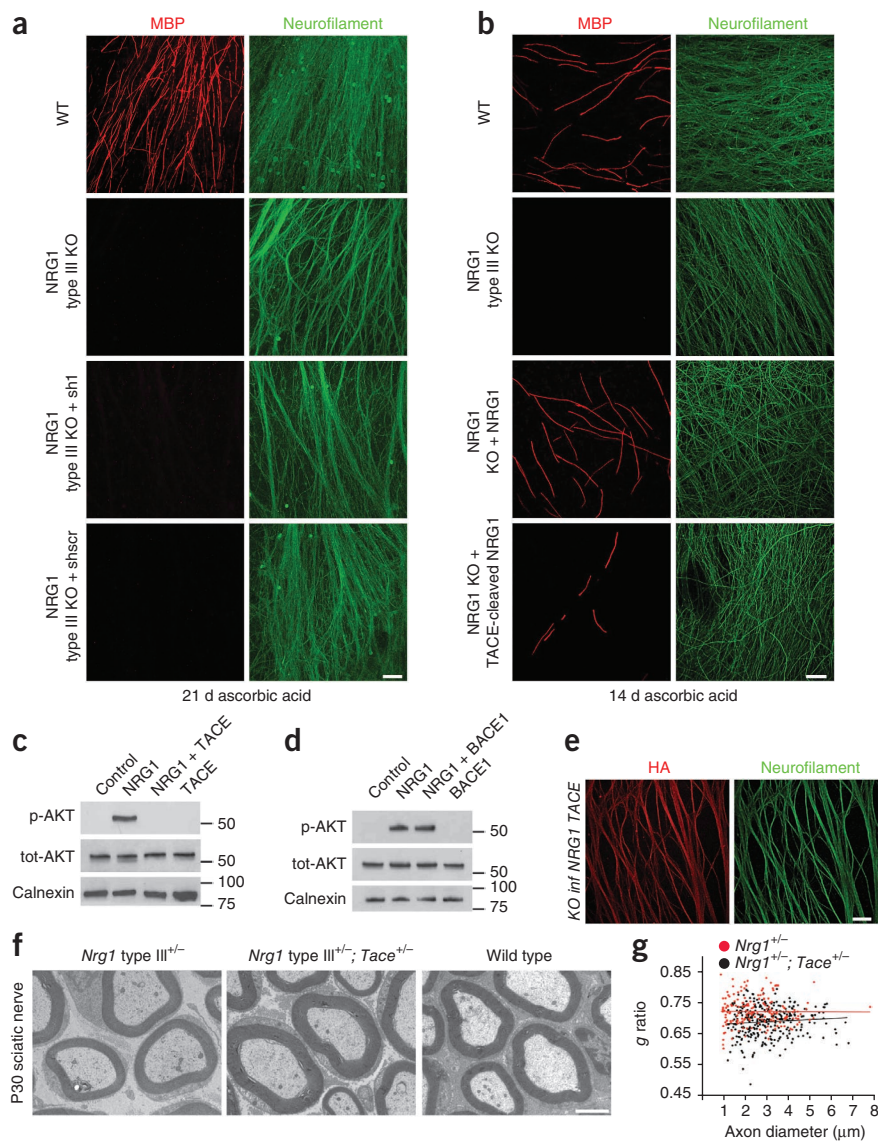 a
MBP
Neurofilament
WT
NRG1
type III KO
NRG1
type III KO + sh1
NRG1
type III KO + shscr
21 d ascorbic acid
b
MBP
Neurofilament
WT
NRG1
type III KO
NRG1
KO + NRG1
NRG1 KO +
TACE-cleaved NRG1
14 d ascorbic acid
c
Control
NRG1
NRG1 + TACE
TACE
p-AKT
50
tot-AKT
50
Calnexin
100
75
d
Control
NRG1
NRG1 + BACE1
BACE1
p-AKT
50
tot-AKT
50
Calnexin
100
75
e
HA
Neurofilament
KO inf NRG1 TACE
f
Nrg1 type III+/–
Nrg1 type III+/–; Tace+/–
Wild type
P30 sciatic nerve
g
Nrg1+/–
Nrg1+/–; Tace+/–
g ratio
0.85
0.75
0.65
0.55
0.45
1 2 3 4 5 6 7 8
Axon diameter (μm)